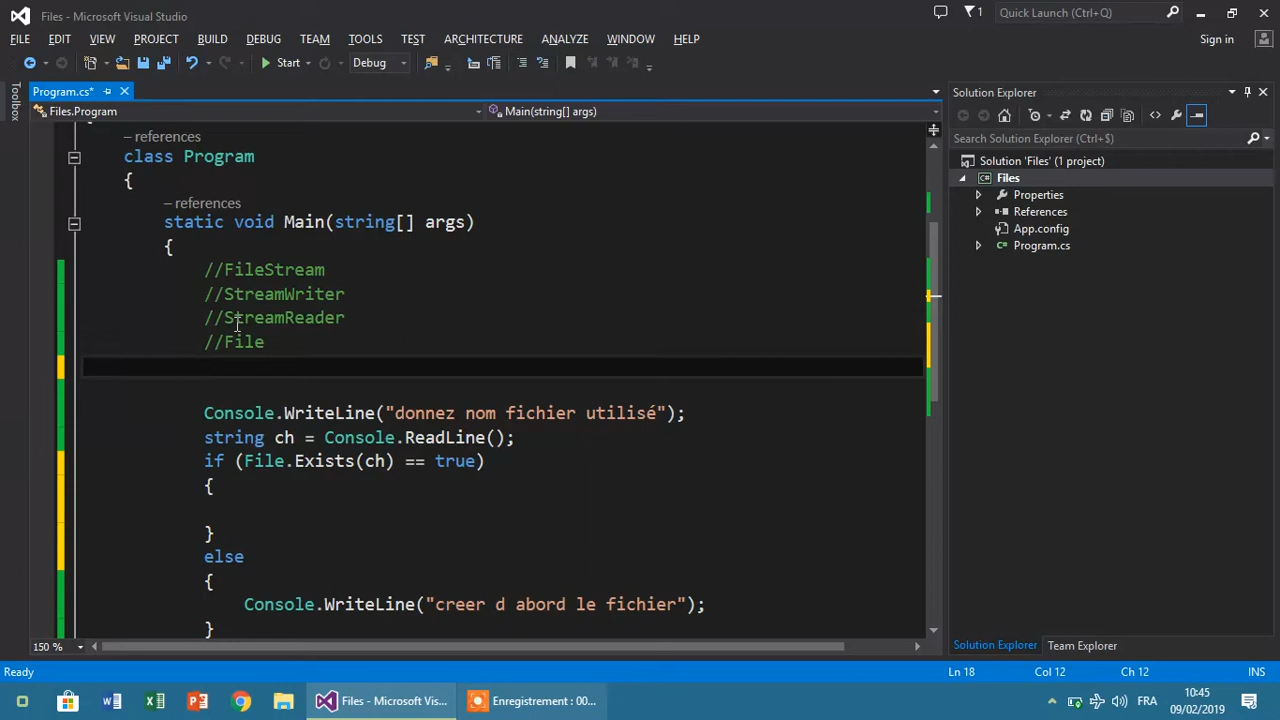 Files - Microsoft Visual Studio
1
Quick Launch (Ctrl+Q)
FILE EDIT VIEW PROJECT BUILD DEBUG TEAM TOOLS TEST ARCHITECTURE ANALYZE WINDOW HELP
Sign in
Start Debug
Toolbox
Program.cs*
Files.Program
Main(string[] args)
– references
class Program
{
– references
static void Main(string[] args)
{
//FileStream
//StreamWriter
//StreamReader
//File
Console.WriteLine("donnez nom fichier utilisé");
string ch = Console.ReadLine();
if (File.Exists(ch) == true)
{
}
else
{
Console.WriteLine("creer d abord le fichier");
}
150 %
Solution Explorer
Search Solution Explorer (Ctrl+$)
Solution 'Files' (1 project)
C# Files
Properties
References
App.config
Program.cs
Solution Explorer Team Explorer
Ready
Ln 18 Col 12 Ch 12 INS
Files - Microsoft Vis...
Enregistrement : 00...
FRA
10:45
09/02/2019